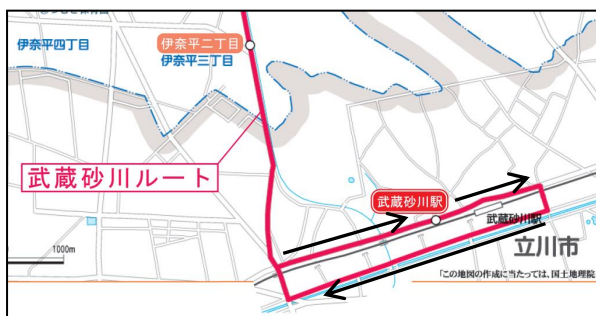 伊奈平二丁目
伊奈平四丁目
伊奈平三丁目
武蔵砂川ルート
武蔵砂川駅
武蔵砂川駅
1000m
立川市
「この地図の作成に当たっては、国土地理院